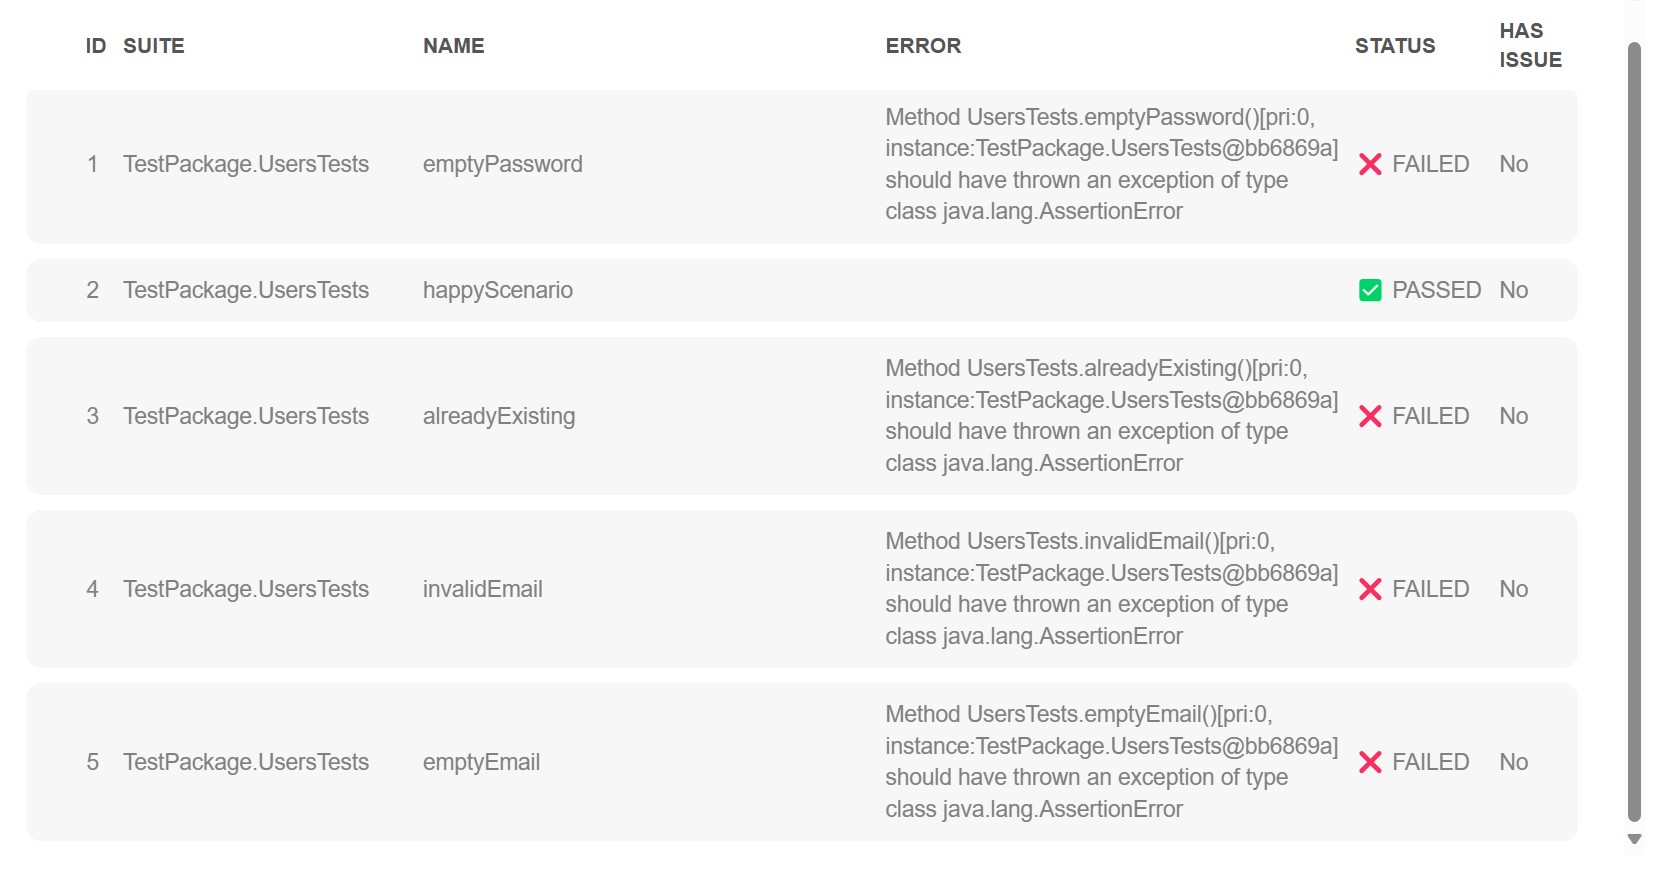 ID SUITE NAME ERROR STATUS HAS ISSUE
1 TestPackage.UsersTests emptyPassword
Method UsersTests.emptyPassword()[pri:0,
instance:TestPackage.UsersTests@bb6869a]
should have thrown an exception of type
class java.lang.AssertionError
FAILED No
2 TestPackage.UsersTests happyScenario PASSED No
3 TestPackage.UsersTests alreadyExisting
Method UsersTests.alreadyExisting()[pri:0,
instance:TestPackage.UsersTests@bb6869a]
should have thrown an exception of type
class java.lang.AssertionError
FAILED No
4 TestPackage.UsersTests invalidEmail
Method UsersTests.invalidEmail()[pri:0,
instance:TestPackage.UsersTests@bb6869a]
should have thrown an exception of type
class java.lang.AssertionError
FAILED No
5 TestPackage.UsersTests emptyEmail
Method UsersTests.emptyEmail()[pri:0,
instance:TestPackage.UsersTests@bb6869a]
should have thrown an exception of type
class java.lang.AssertionError
FAILED No